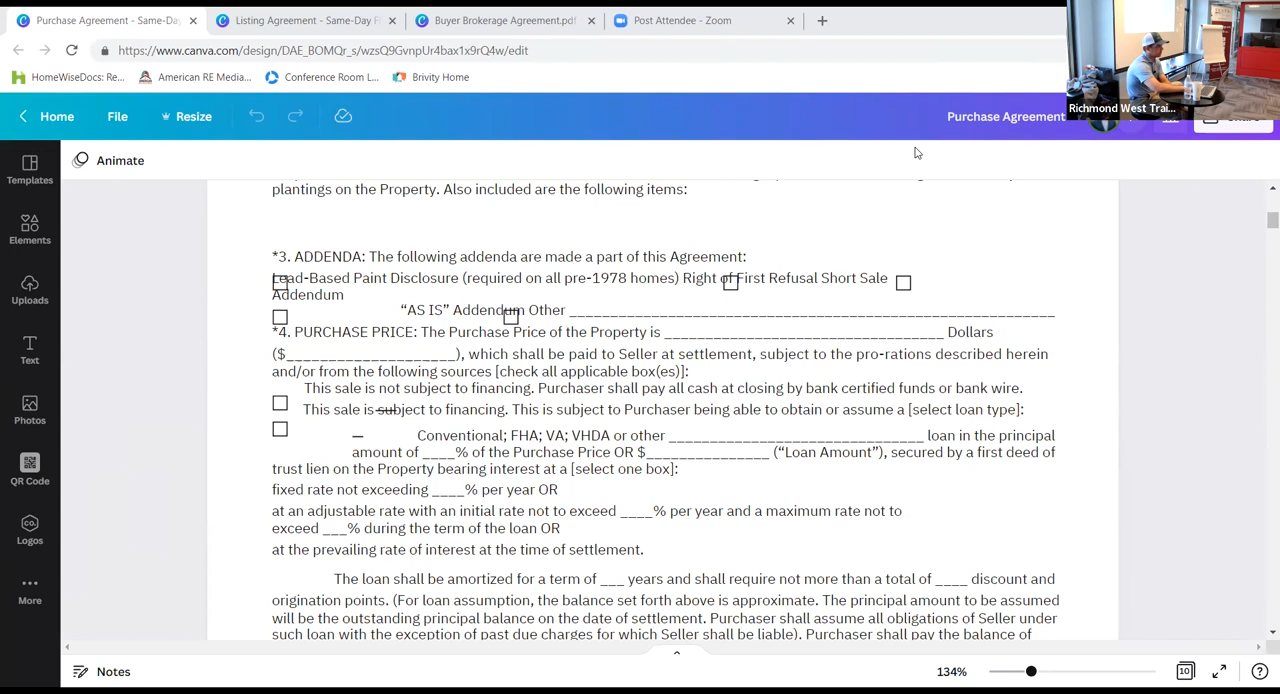 Purchase Agreement - Same-Da
Listing Agreement - Same-Day F
Buyer Brokerage Agreement.pdf
Post Attendee - Zoom
https://www.canva.com/design/DAE_BOMQr_s/wzsQ9GvnpUr4bax1x9rQ4w/edit
HomeWiseDocs: Re...
American RE Media...
Conference Room L...
Brivity Home
Richmond West Trai...
Home
File
Resize
Purchase Agreement
Animate
Templates
Elements
Uploads
Text
Photos
QR Code
Logos
More
plantings on the Property. Also included are the following items:
*3. ADDENDA: The following addenda are made a part of this Agreement:
Lead-Based Paint Disclosure (required on all pre-1978 homes) Right of First Refusal Short Sale
Addendum
“AS IS” Addendum Other ____________________________________________________
*4. PURCHASE PRICE: The Purchase Price of the Property is ______________________________ Dollars
($__________________), which shall be paid to Seller at settlement, subject to the pro-rations described herein
and/or from the following sources [check all applicable box(es)]:
This sale is not subject to financing. Purchaser shall pay all cash at closing by bank certified funds or bank wire.
This sale is subject to financing. This is subject to Purchaser being able to obtain or assume a [select loan type]:
Conventional; FHA; VA; VHDA or other ___________________________ loan in the principal
amount of ____% of the Purchase Price OR $______________ (“Loan Amount”), secured by a first deed of
trust lien on the Property bearing interest at a [select one box]:
fixed rate not exceeding ____% per year OR
at an adjustable rate with an initial rate not to exceed ____% per year and a maximum rate not to
exceed ___% during the term of the loan OR
at the prevailing rate of interest at the time of settlement.
The loan shall be amortized for a term of ___ years and shall require not more than a total of ____ discount and
origination points. (For loan assumption, the balance set forth above is approximate. The principal amount to be assumed
will be the outstanding principal balance on the date of settlement. Purchaser shall assume all obligations of Seller under
such loan with the exception of past due charges for which Seller shall be liable). Purchaser shall pay the balance of
Notes
134%
10